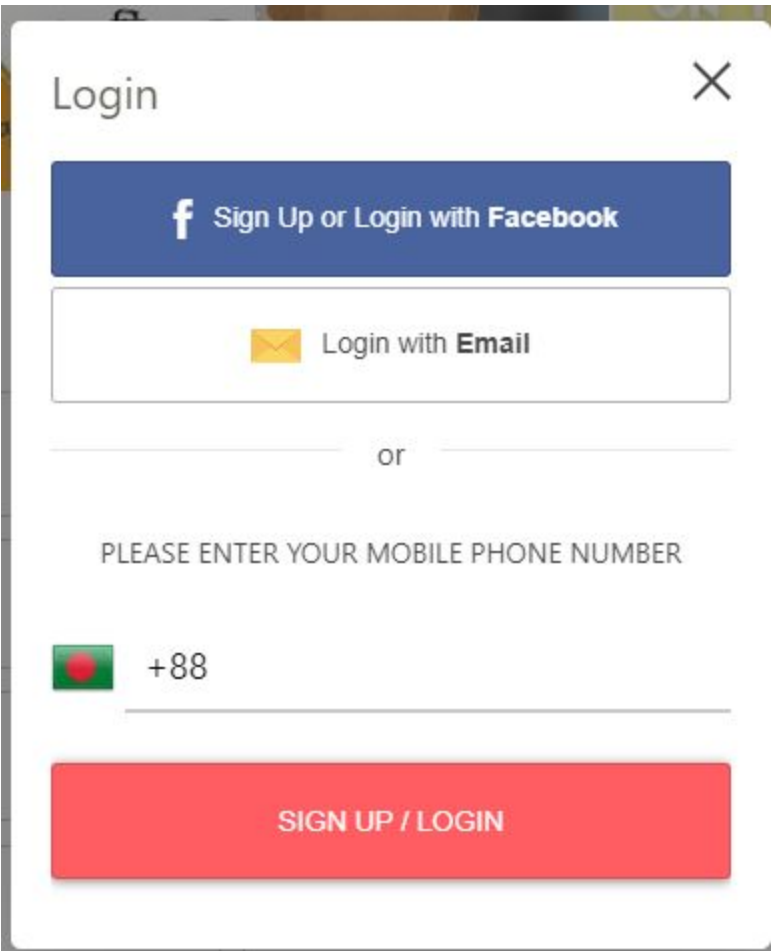 Login
Sign Up or Login with Facebook
Login with Email
or
PLEASE ENTER YOUR MOBILE PHONE NUMBER
+88
SIGN UP / LOGIN